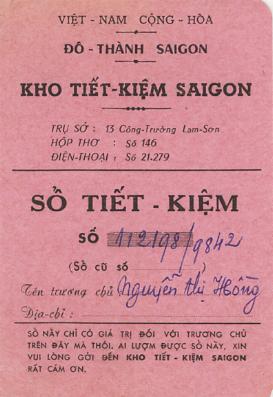 VIỆT - NAM CỘNG - HÒA
ĐÔ - THÀNH SAIGON
KHO TIẾT-KIỆM SAIGON
TRỤ SỞ : 13 Công-Trường Lam-Sơn
HỘP THƠ : Số 146
ĐIỆN-THOẠI : Số 21.279
SỔ TIẾT - KIỆM
SỐ 112198/9842
(Sổ cũ số )
Tên trương chủ Nguyễn thị Hồng
Địa-chỉ :
SỔ NÀY CHỈ CÓ GIÁ TRỊ ĐỐI VỚI TRƯƠNG CHỦ
TRÊN ĐÂY MÀ THÔI. AI LƯỢM ĐƯỢC SỔ NÀY, XIN
VUI LÒNG GỞI ĐẾN KHO TIẾT - KIỆM SAIGON
RẤT CÁM ƠN.